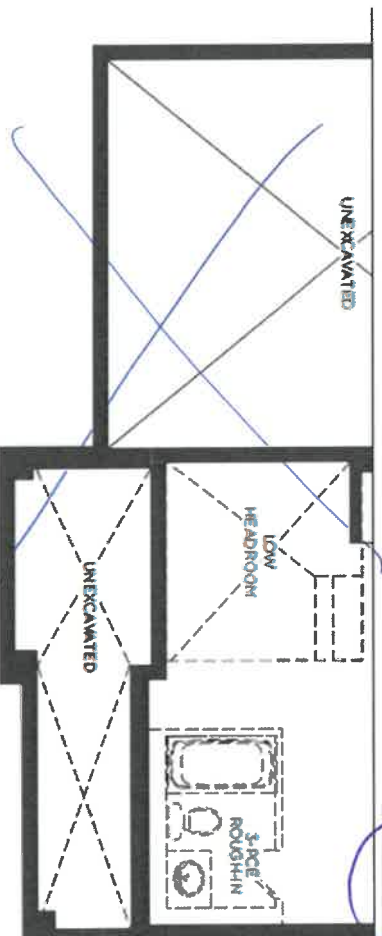 UNEXCAVATED
LOW
HEADROOM
UNEXCAVATED
3-PCE
ROUGH-IN